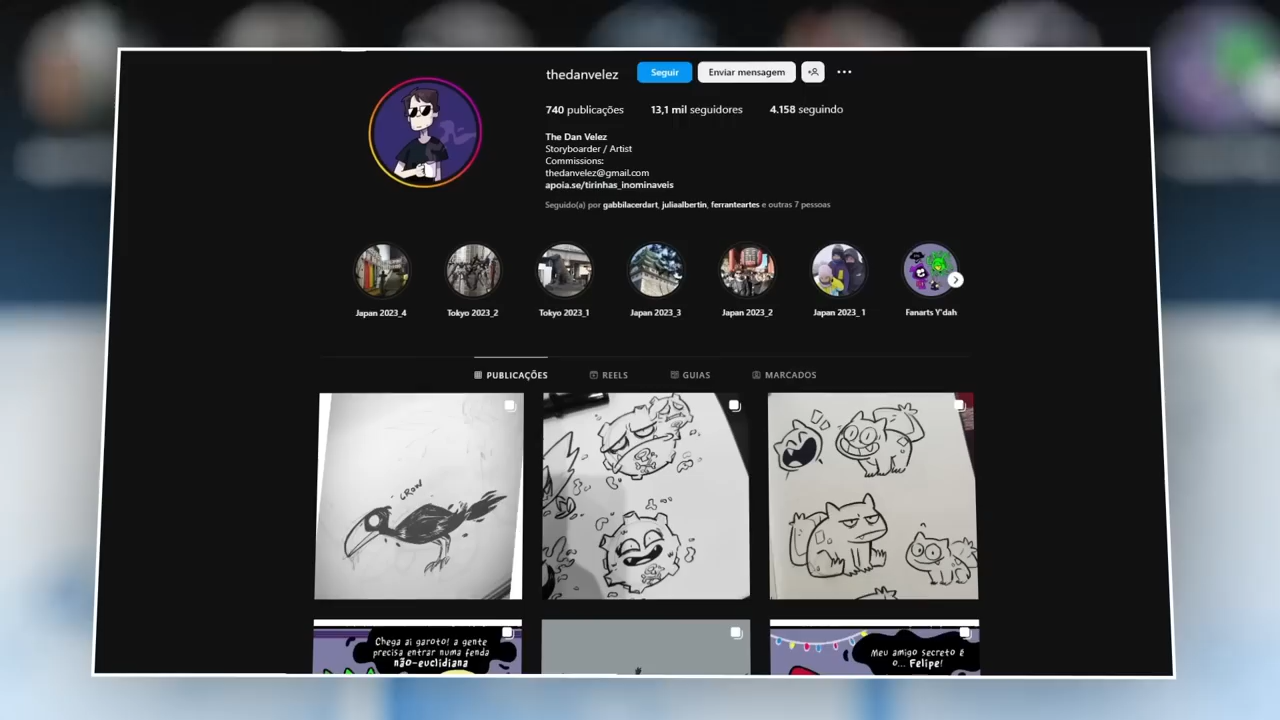 thedanvelez
Seguir
Enviar mensagem
740 publicações
13,1 mil seguidores
4.158 seguindo
The Dan Velez
Storyboarder / Artist
Commissions:
thedanvelez@gmail.com
apoia.se/tirinhas_inominaveis
Seguido(a) por gabbilacerdart, juliaalbertin, ferranteartes e outras 7 pessoas
Japan 2023_4
Tokyo 2023_2
Tokyo 2023_1
Japan 2023_3
Japan 2023_2
Japan 2023_ 1
Fanarts Y'dah
PUBLICAÇÕES
REELS
GUIAS
MARCADOS
CROW
Chega aí garoto! a gente
precisa entrar numa fenda
não-euclidiana
Meu amigo secreto é
o... Felipe!